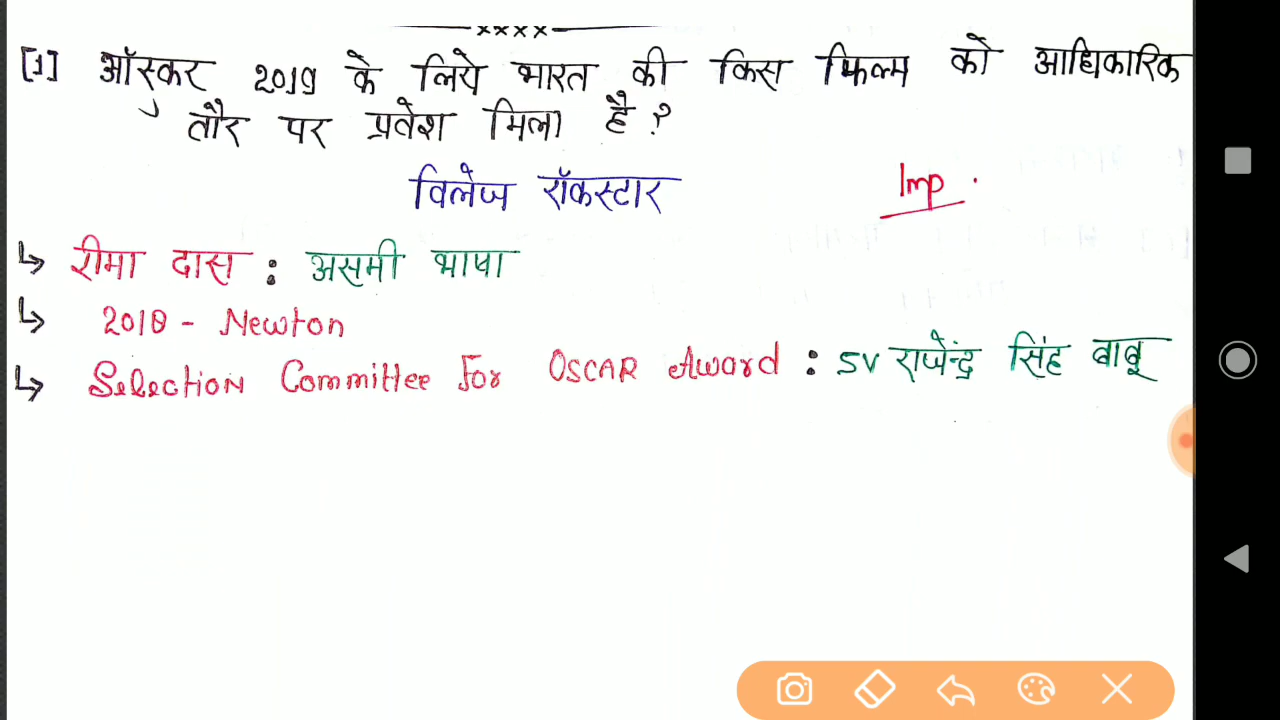 xxxx
[1] ऑस्कर 2019 के लिये भारत की किस फिल्म को आधिकारिक
तौर पर प्रवेश मिला है ?
विलेज रॉकस्टार
Imp .
↳ रीमा दास : असमी भाषा
↳ 2018 - Newton
↳ Selection Committee For OSCAR Award : SV राजेन्द्र सिंह बाबू